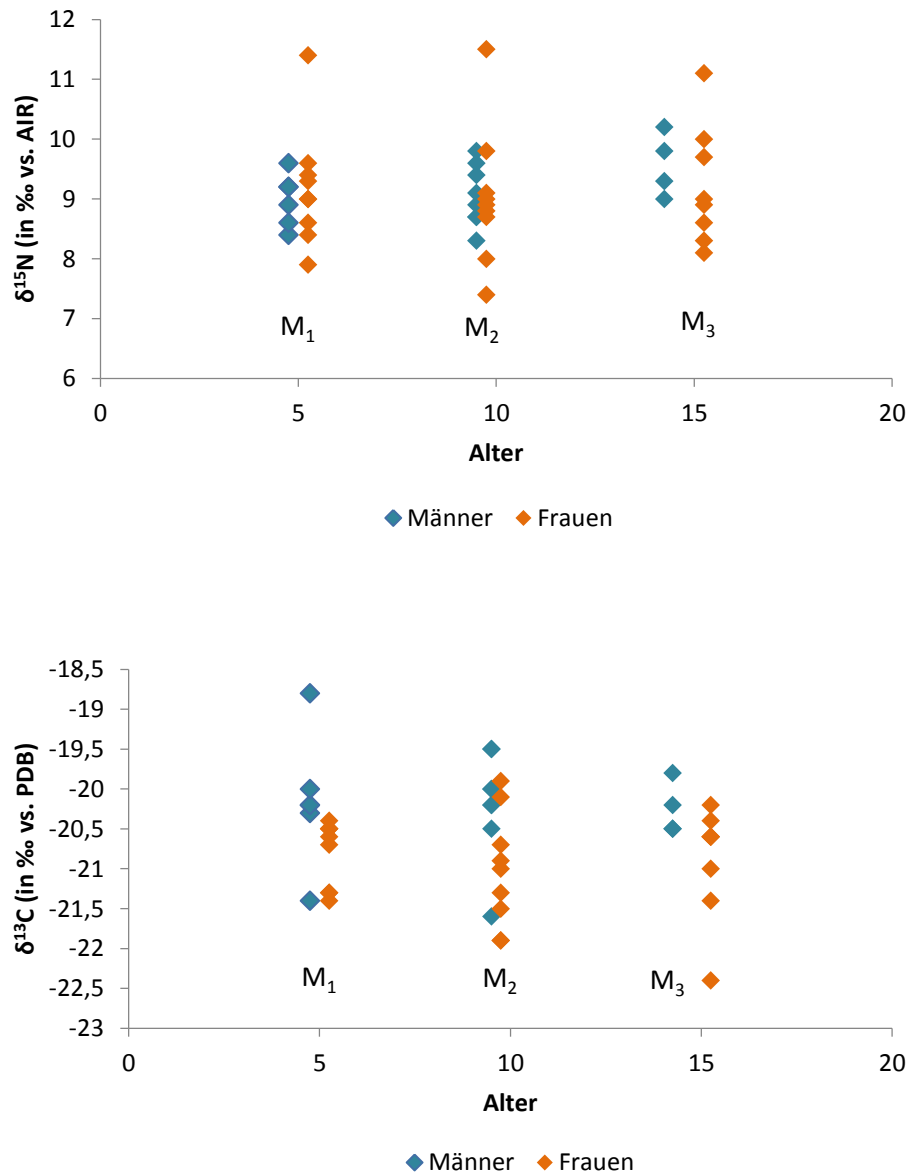 12
11
10
9
8
7
6
δ¹⁵N (in ‰ vs. AIR)
M₁
M₂
M₃
0
5
10
15
20
Alter
Männer
Frauen
-18,5
-19
-19,5
-20
-20,5
-21
-21,5
-22
-22,5
-23
δ¹³C (in ‰ vs. PDB)
M₁
M₂
M₃
0
5
10
15
20
Alter
Männer
Frauen